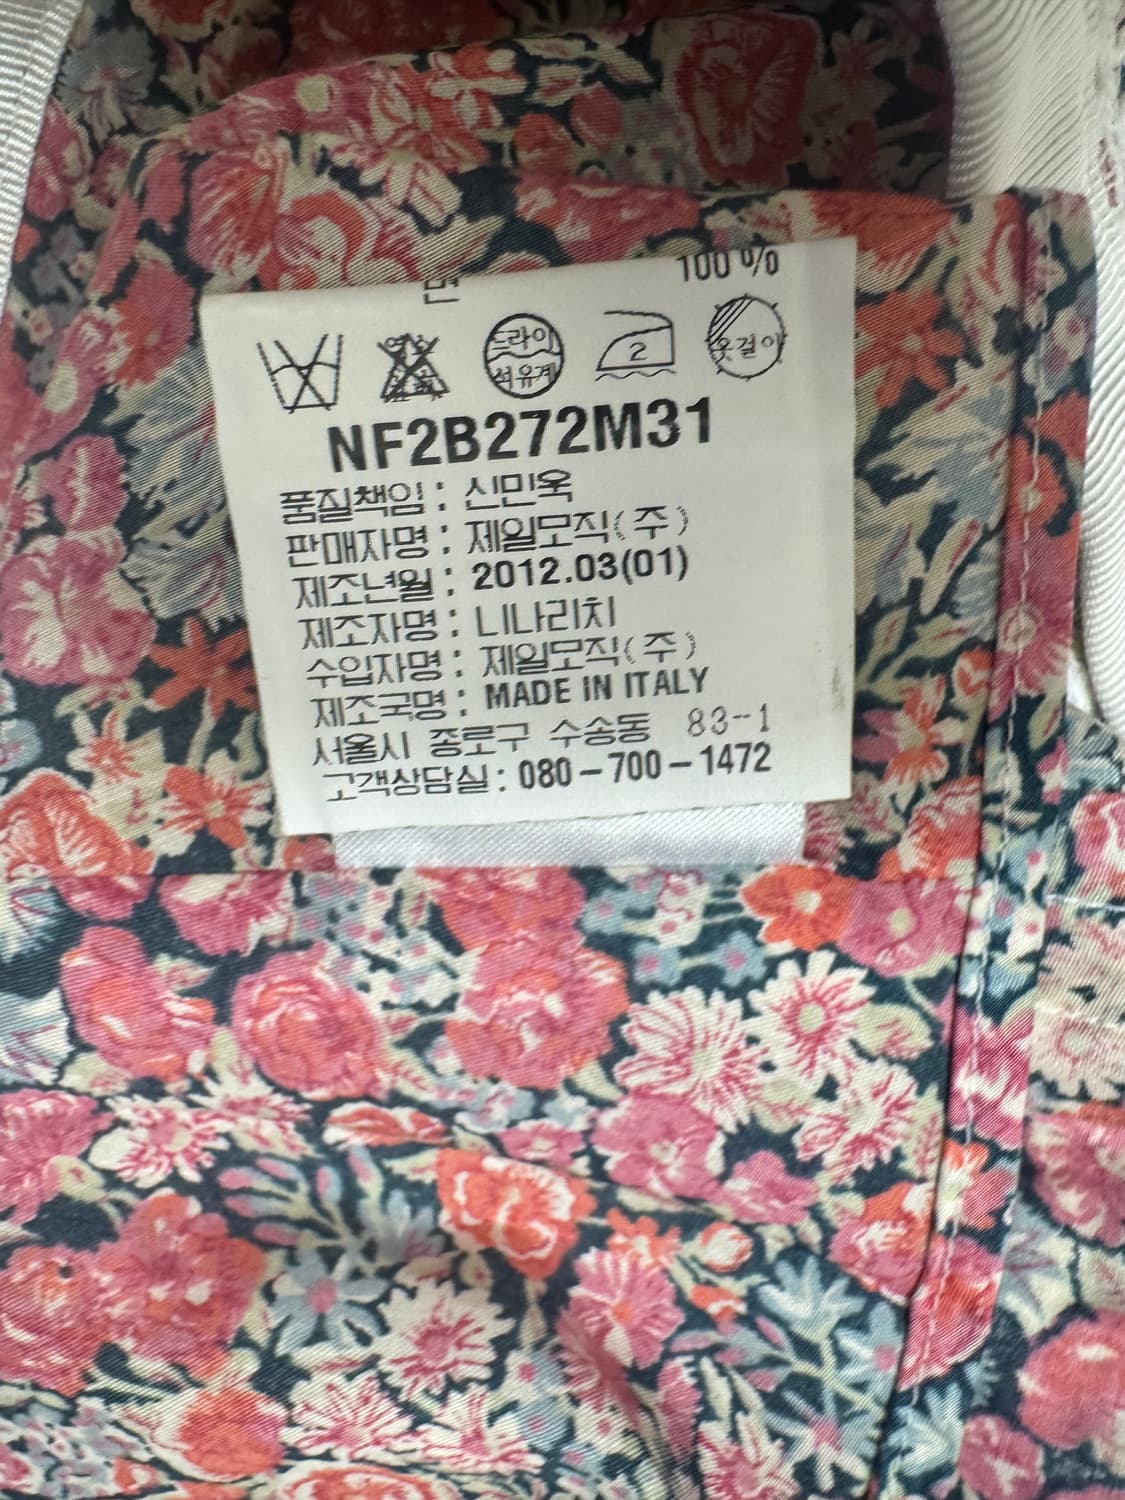 면 100 %
드라이
석유계
2
옷걸이
NF2B272M31
품질책임 : 신민욱
판매자명 : 제일모직(주)
제조년월 : 2012.03(01)
제조자명 : 니나리치
수입자명 : 제일모직(주)
제조국명 : MADE IN ITALY
서울시 종로구 수송동 83-1
고객상담실 : 080-700-1472